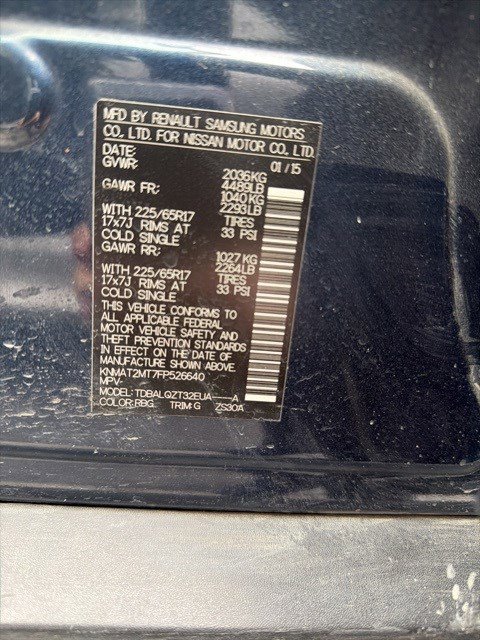 MFD BY RENAULT SAMSUNG MOTORS
CO., LTD. FOR NISSAN MOTOR CO. LTD.
DATE: 01/15
GVWR: 2036KG
4489LB
GAWR FR: 1040KG
2293LB
WITH 225/65R17 TIRES
17x7J RIMS AT 33 PSI
COLD SINGLE
GAWR RR: 1027 KG
2264LB
WITH 225/65R17 TIRES
17x7J RIMS AT 33 PSI
COLD SINGLE
THIS VEHICLE CONFORMS TO
ALL APPLICABLE FEDERAL
MOTOR VEHICLE SAFETY AND
THEFT PREVENTION STANDARDS
IN EFFECT ON THE DATE OF
MANUFACTURE SHOWN ABOVE.
KNMAT2MT7FP526640
MPV-
MODEL: TDBALQZT32EUA-----A
COLOR: RBG TRIM: G ZS30A